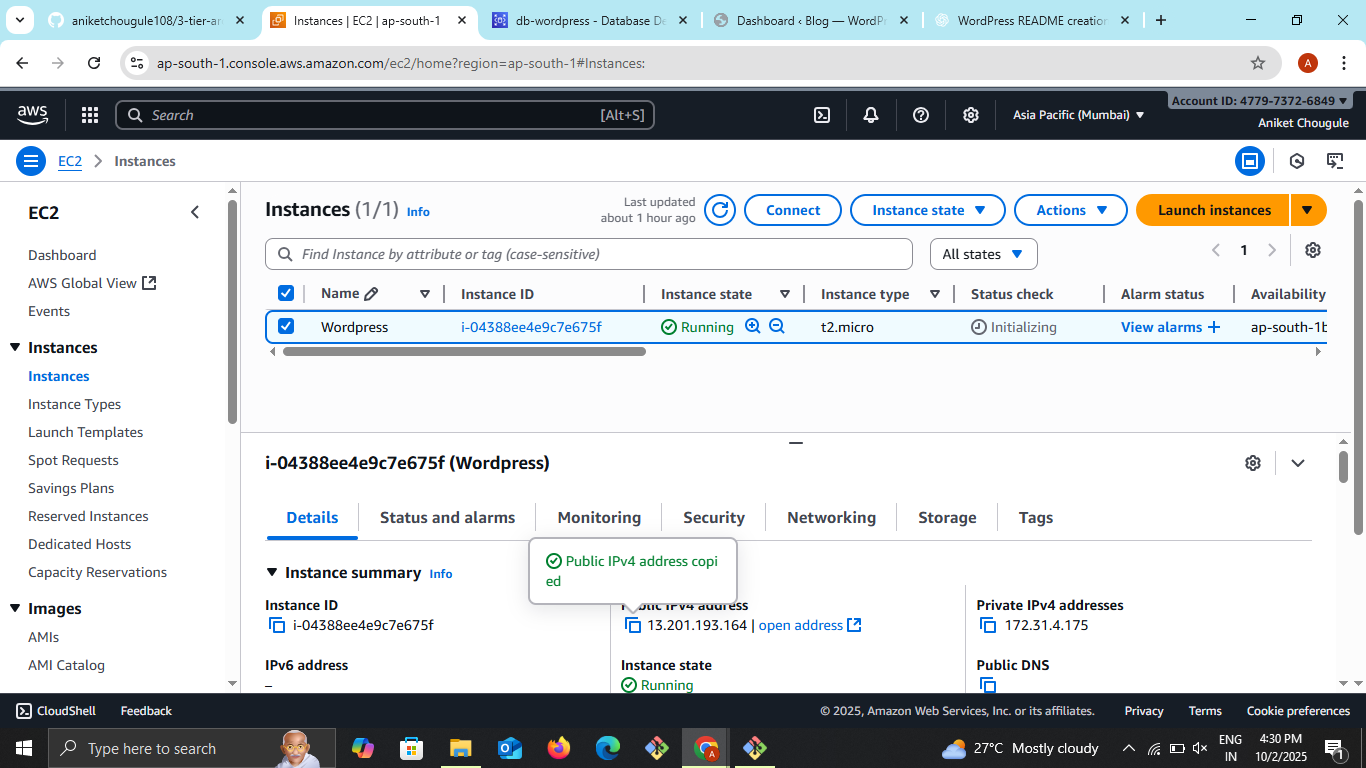 aniketchougule108/3-tier-ar
Instances | EC2 | ap-south-1
db-wordpress - Database De
Dashboard ‹ Blog — WordPr
WordPress README creation
ap-south-1.console.aws.amazon.com/ec2/home?region=ap-south-1#Instances:
A
aws
Search
[Alt+S]
Asia Pacific (Mumbai)
Account ID: 4779-7372-6849
Aniket Chougule
EC2
Instances
EC2
Dashboard
AWS Global View
Events
Instances
Instances
Instance Types
Launch Templates
Spot Requests
Savings Plans
Reserved Instances
Dedicated Hosts
Capacity Reservations
Images
AMIs
AMI Catalog
Instances (1/1) Info
Last updated
about 1 hour ago
Connect
Instance state
Actions
Launch instances
Find Instance by attribute or tag (case-sensitive)
All states
1
Name Instance ID Instance state Instance type Status check Alarm status Availability
Wordpress i-04388ee4e9c7e675f Running t2.micro Initializing View alarms + ap-south-1b
i-04388ee4e9c7e675f (Wordpress)
Details Status and alarms Monitoring Security Networking Storage Tags
Public IPv4 address copi
ed
Instance summary Info
Instance ID
i-04388ee4e9c7e675f
IPv6 address
–
Public IPv4 address
13.201.193.164 | open address
Instance state
Running
Private IPv4 addresses
172.31.4.175
Public DNS
CloudShell Feedback
© 2025, Amazon Web Services, Inc. or its affiliates.
Privacy Terms Cookie preferences
Type here to search
A
27°C Mostly cloudy
ENG
IN
4:30 PM
10/2/2025
1